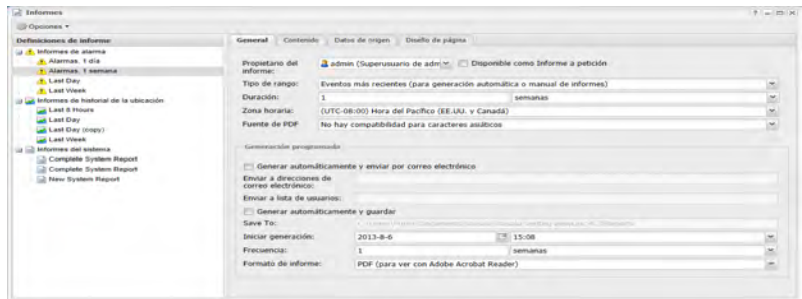 Informes
Opciones
Definiciones de informe
Informes de alarma
Alarmas. 1 día
Alarmas. 1 semana
Last Day
Last Week
Informes de historial de la ubicación
Last 8 Hours
Last Day
Last Day (copy)
Last Week
Informes del sistema
Complete System Report
Complete System Report
New System Report
General Contenido Datos de origen Diseño de página
Propietario del informe: admin (Superusuario de adm Disponible como Informe a petición
Tipo de rango: Eventos más recientes (para generación automática o manual de informes)
Duración: 1 semanas
Zona horaria: (UTC-08:00) Hora del Pacífico (EE.UU. y Canadá)
Fuente de PDF No hay compatibilidad para caracteres asiáticos
Generación programada
Generar automáticamente y enviar por correo electrónico
Enviar a direcciones de correo electrónico:
Enviar a lista de usuarios:
Generar automáticamente y guardar
Save To:
Iniciar generación: 2013-8-6 15:08
Frecuencia: 1 semanas
Formato de informe: PDF (para ver con Adobe Acrobat Reader)